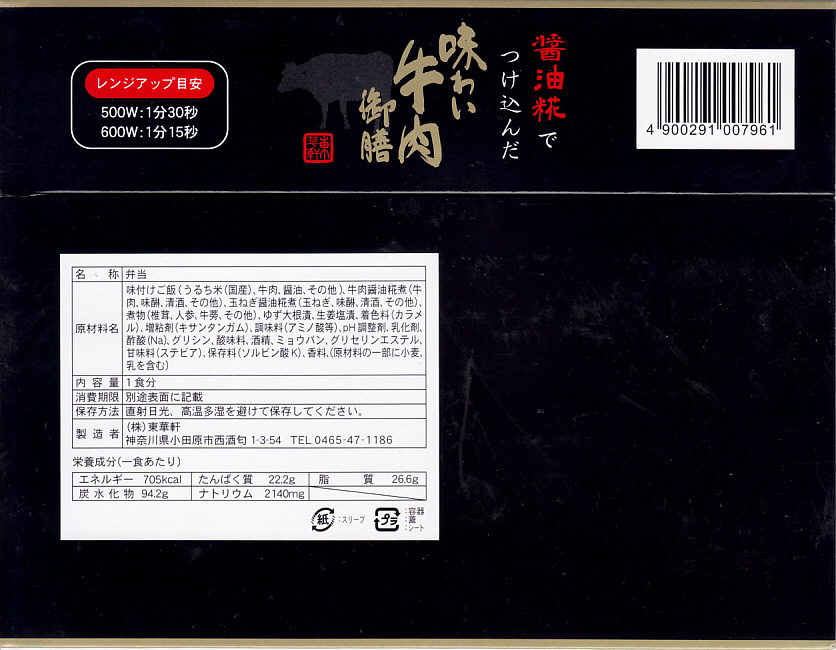 レンジアップ目安
500W:1分30秒
600W:1分15秒
醤油糀で
つけ込んだ
味わい
牛肉
御膳
4 900291 007961
名称 弁当
原材料名 味付けご飯(うるち米(国産)、牛肉、醤油、その他)、牛肉醤油糀煮(牛
肉、味醂、清酒、その他)、玉ねぎ醤油糀煮(玉ねぎ、味醂、清酒、その他)、
煮物(椎茸、人参、牛蒡、その他)、ゆず大根漬、生姜塩漬、着色料(カラメ
ル)、増粘剤(キサンタンガム)、調味料(アミノ酸等)、pH調整剤、乳化剤、
酢酸(Na)、グリシン、酸味料、酒精、ミョウバン、グリセリンエステル、
甘味料(ステビア)、保存料(ソルビン酸K)、香料、(原材料の一部に小麦、
乳を含む)
内容量 1食分
消費期限 別途表面に記載
保存方法 直射日光、高温多湿を避けて保存してください。
製造者 (株)東華軒
神奈川県小田原市西酒匂1-3-54 TEL 0465-47-1186
栄養成分(一食あたり)
エネルギー 705kcal たんぱく質 22.2g 脂質 26.6g
炭水化物 94.2g ナトリウム 2140mg
紙 :スリーブ プラ :容器
:蓋
:シート